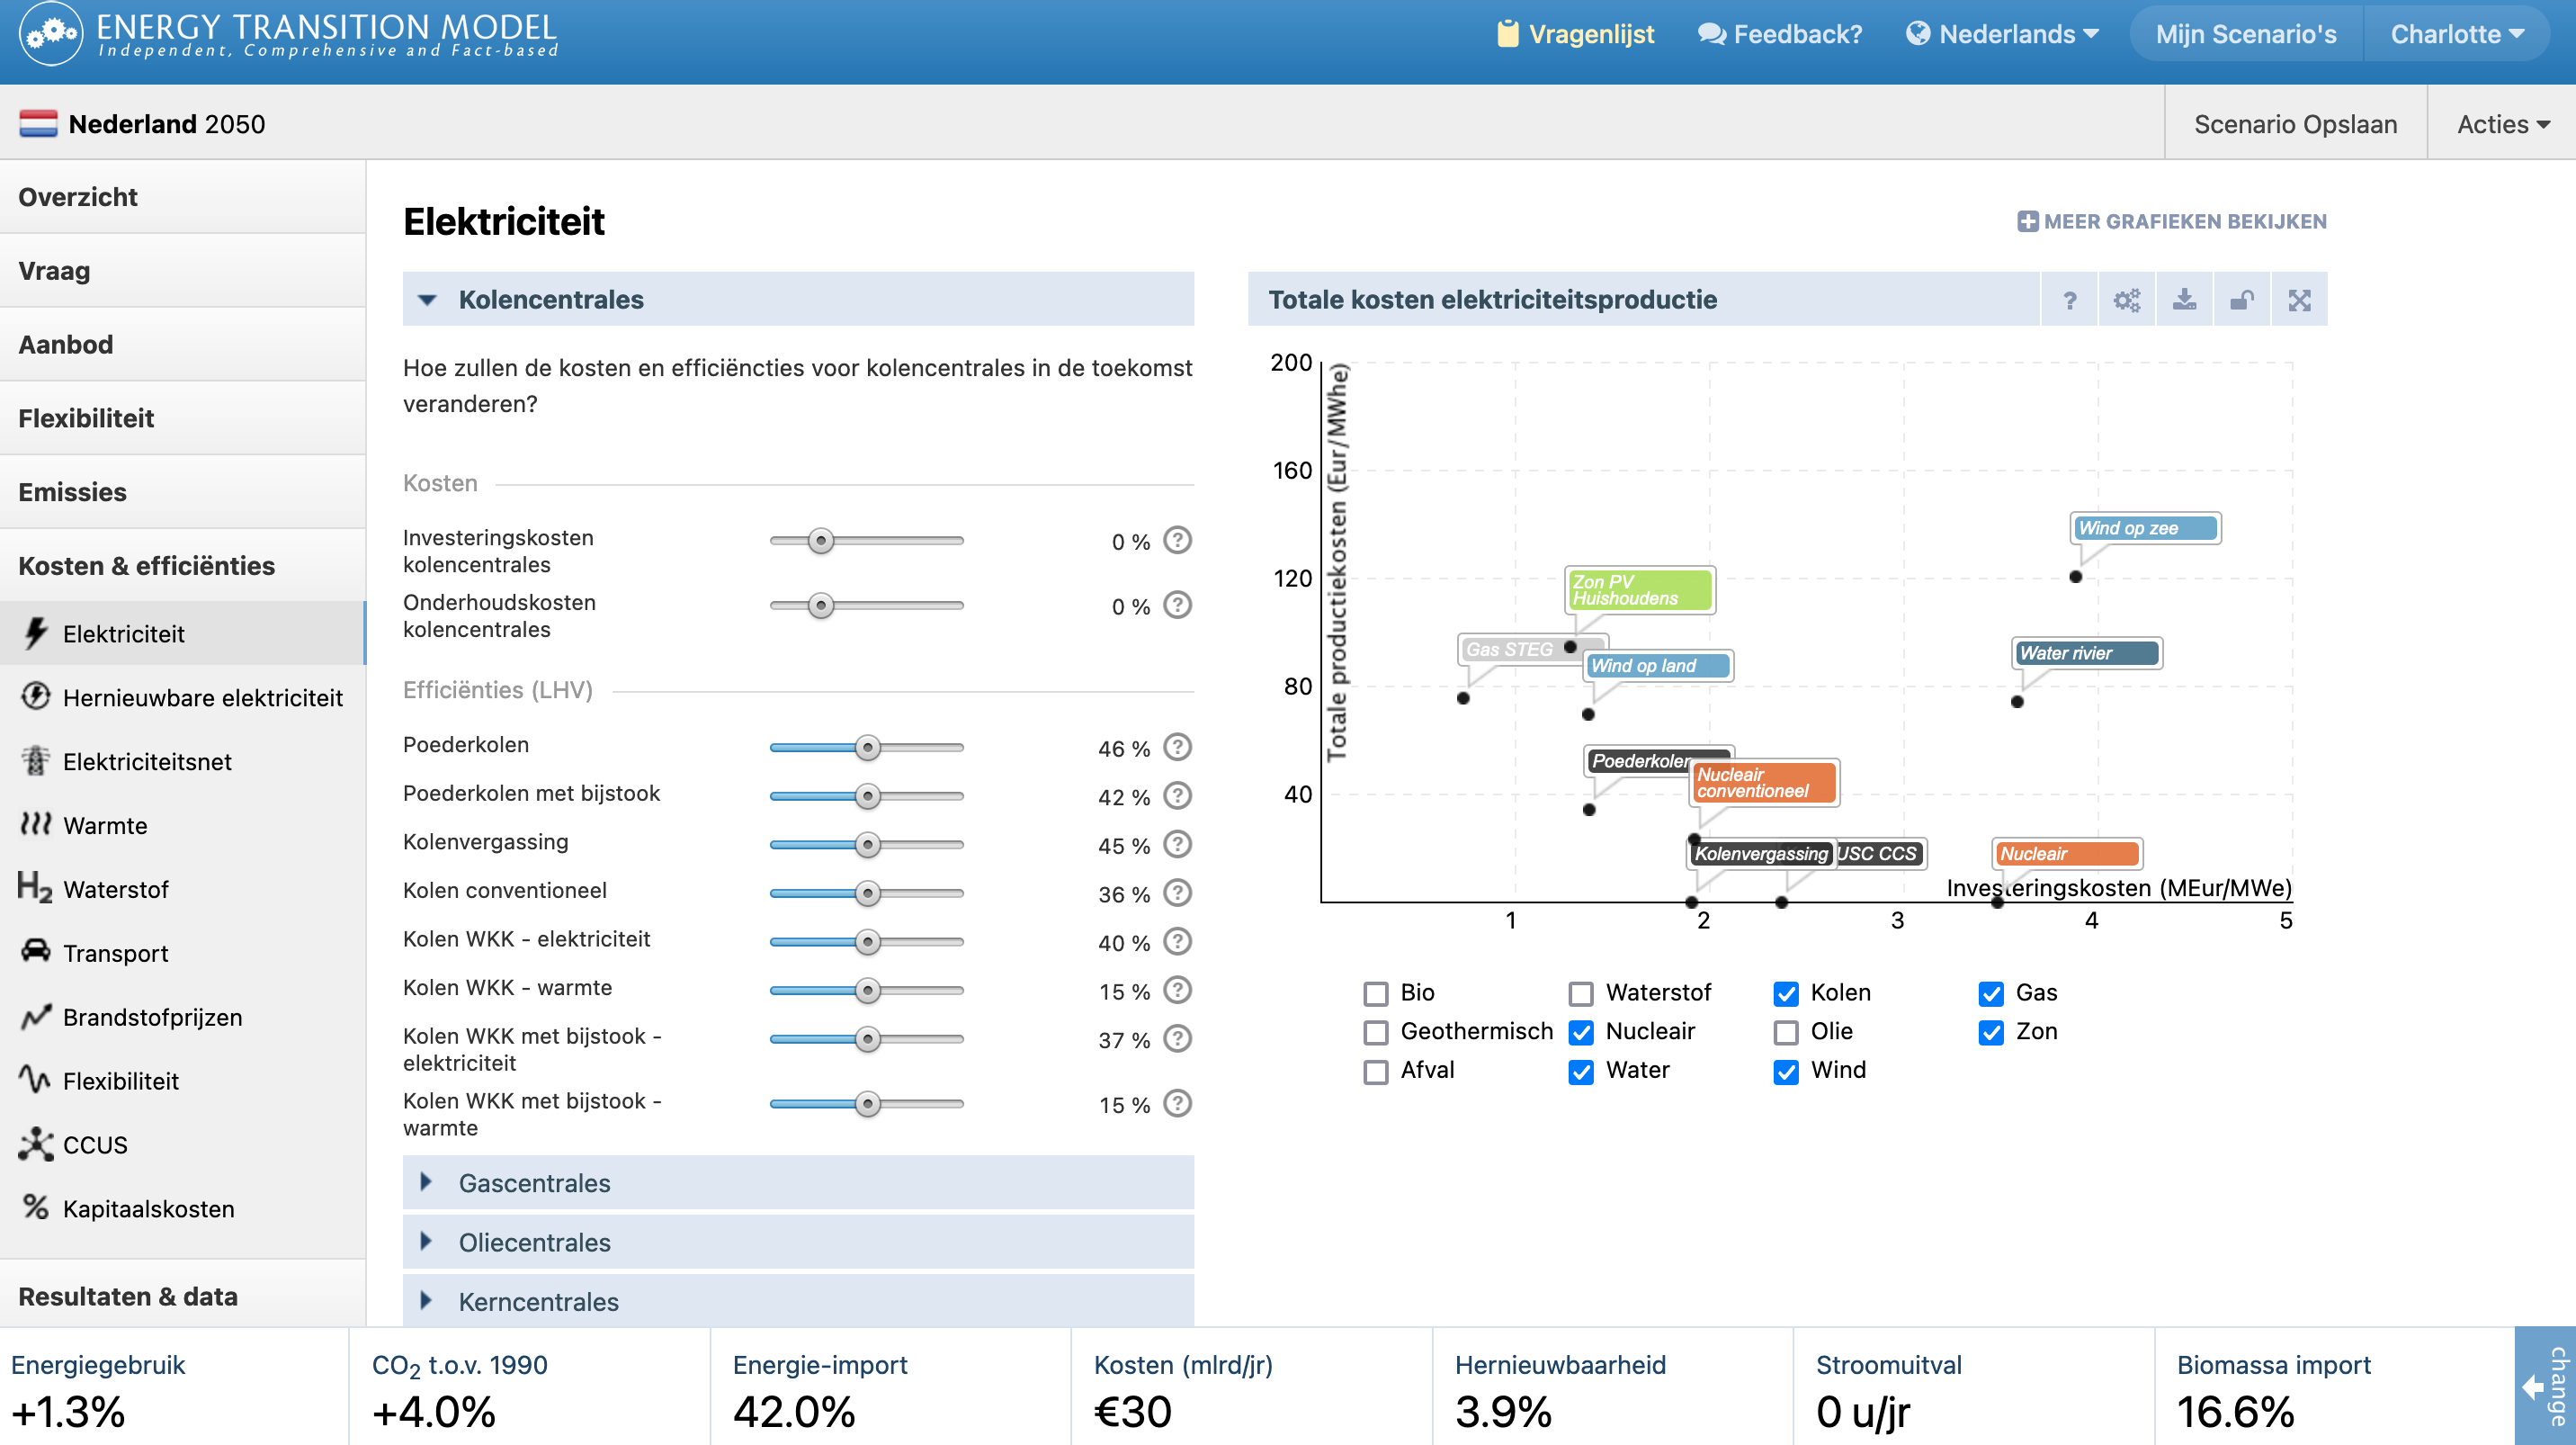 ENERGY TRANSITION MODEL
Independent, Comprehensive and Fact-based
Vragenlijst
Feedback?
Nederlands
Mijn Scenario's
Charlotte
Nederland 2050
Scenario Opslaan
Acties
Overzicht
Vraag
Aanbod
Flexibiliteit
Emissies
Kosten & efficiënties
Elektriciteit
Hernieuwbare elektriciteit
Elektriciteitsnet
Warmte
H2 Waterstof
Transport
Brandstofprijzen
Flexibiliteit
CCUS
% Kapitaalskosten
Resultaten & data
Elektriciteit
MEER GRAFIEKEN BEKIJKEN
Kolencentrales
Hoe zullen de kosten en efficiëncties voor kolencentrales in de toekomst
veranderen?
Kosten
Investeringskosten
kolencentrales
0 % ?
Onderhoudskosten
kolencentrales
0 % ?
Efficiënties (LHV)
Poederkolen 46 % ?
Poederkolen met bijstook 42 % ?
Kolenvergassing 45 % ?
Kolen conventioneel 36 % ?
Kolen WKK - elektriciteit 40 % ?
Kolen WKK - warmte 15 % ?
Kolen WKK met bijstook -
elektriciteit
37 % ?
Kolen WKK met bijstook -
warmte
15 % ?
Gascentrales
Oliecentrales
Kerncentrales
Totale kosten elektriciteitsproductie
?
Totale productiekosten (Eur/MWhe)
200
160
120
80
40
Wind op zee
Zon PV
Huishoudens
Gas STEG
Wind op land
Water rivier
Poederkolen
Nucleair
conventioneel
Kolenvergassing
USC CCS
Nucleair
Investeringskosten (MEur/MWe)
1
2
3
4
5
Bio
Waterstof
Kolen
Gas
Geothermisch
Nucleair
Olie
Zon
Afval
Water
Wind
Energiegebruik
+1.3%
CO2 t.o.v. 1990
+4.0%
Energie-import
42.0%
Kosten (mlrd/jr)
€30
Hernieuwbaarheid
3.9%
Stroomuitval
0 u/jr
Biomassa import
16.6%
change